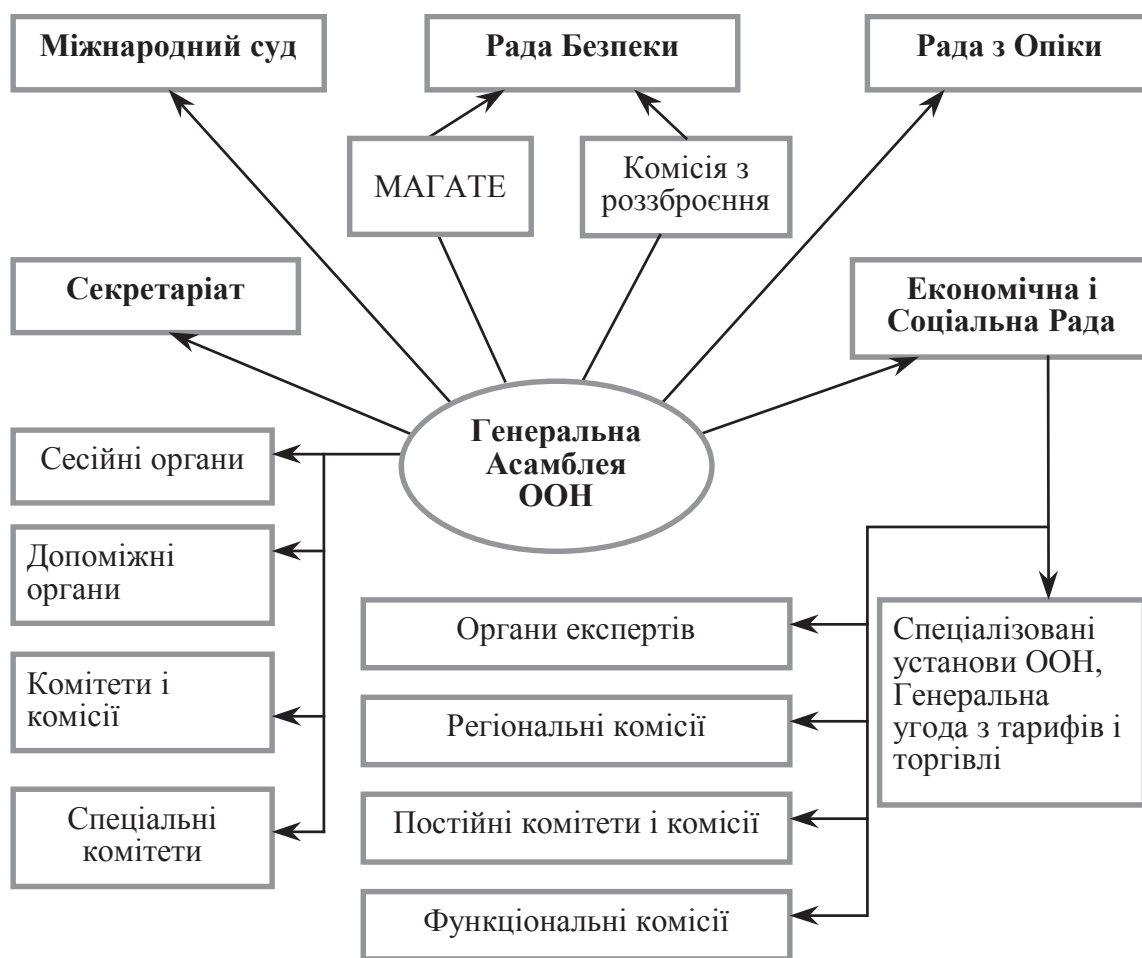 Міжнародний суд
Рада Безпеки
Рада з Опіки
МАГАТЕ
Комісія з
роззброєння
Секретаріат
Економічна і
Соціальна Рада
Генеральна
Асамблея
ООН
Сесійні органи
Допоміжні
органи
Комітети і
комісії
Спеціальні
комітети
Органи експертів
Регіональні комісії
Постійні комітети і комісії
Функціональні комісії
Спеціалізовані
установи ООН,
Генеральна
угода з тарифів і
торгівлі